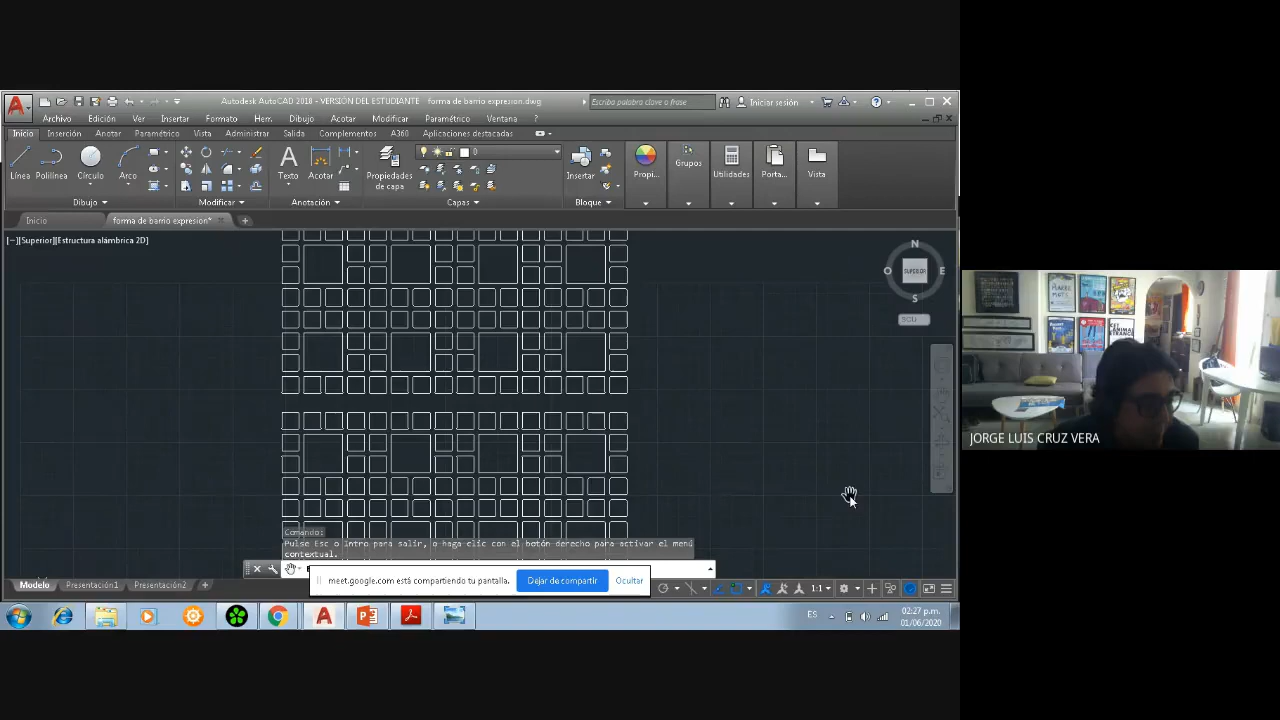 Autodesk AutoCAD 2018 - VERSIÓN DEL ESTUDIANTE forma de barrio expresion.dwg
Escriba palabra clave o frase
Iniciar sesión
Archivo Edición Ver Insertar Formato Herr. Dibujo Acotar Modificar Paramétrico Ventana ?
Inicio Inserción Anotar Paramétrico Vista Administrar Salida Complementos A360 Aplicaciones destacadas
0
Línea Polilínea Círculo Arco
Texto Acotar
Propiedades
de capa
Insertar
Propi...
Grupos
Utilidades
Porta...
Vista
Dibujo Modificar Anotación Capas Bloque
Inicio
forma de barrio expresion*
[−][Superior][Estructura alámbrica 2D]
N
O SUPERIOR E
S
JORGE LUIS CRUZ VERA
Comando:
Pulse Esc o Intro para salir, o haga clic con el botón derecho para activar el menú
contextual.
meet.google.com está compartiendo tu pantalla.
Dejar de compartir
Ocultar
Modelo Presentación1 Presentación2
1:1
ES
02:27 p.m.
01/06/2020